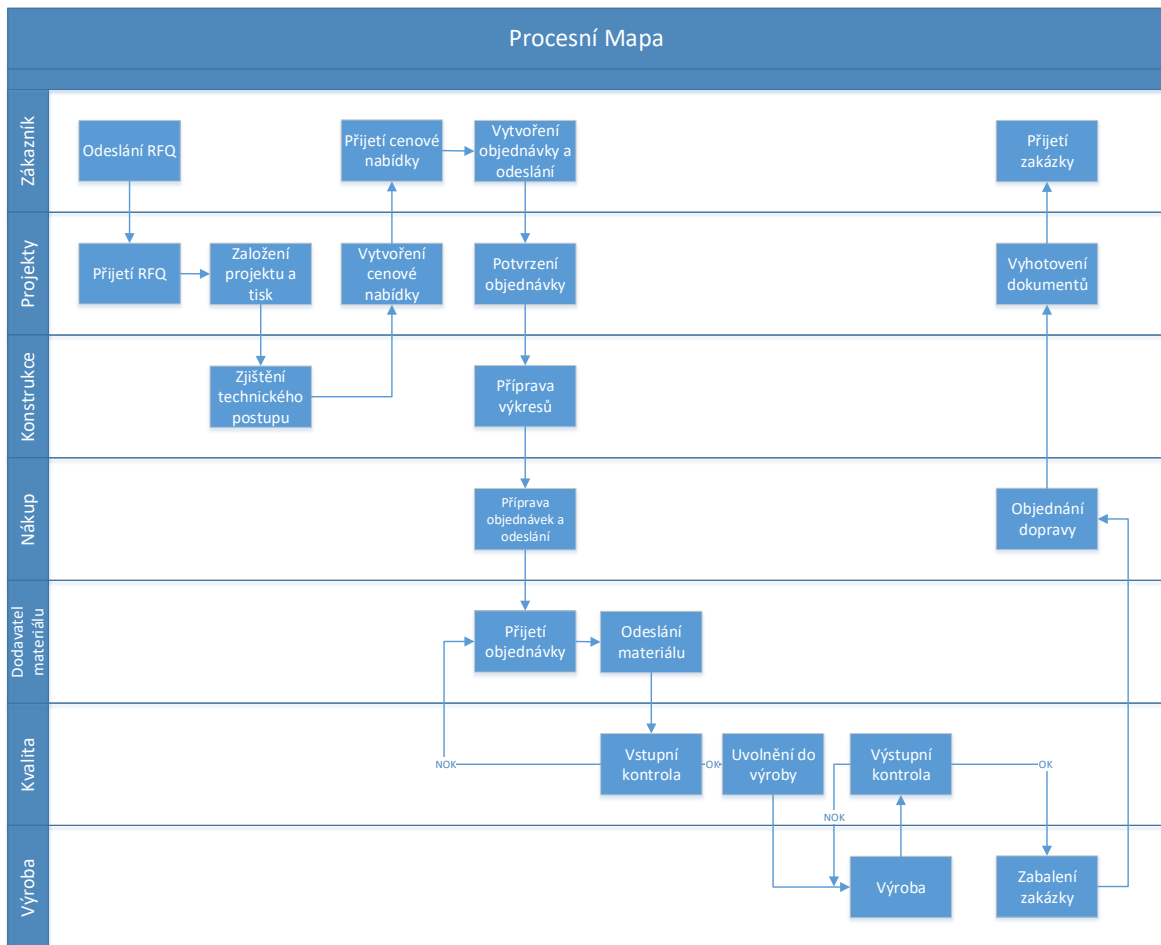 Procesní Mapa
Zákazník
Odeslání RFQ
Přijetí cenové
nabídky
Vytvoření
objednávky a
odeslání
Přijetí
zakázky
Projekty
Přijetí RFQ
Založení
projektu a
tisk
Vytvoření
cenové
nabídky
Potvrzení
objednávky
Vyhotovení
dokumentů
Konstrukce
Zjištění
technického
postupu
Příprava
výkresů
Nákup
Příprava
objednávek a
odeslání
Objednání
dopravy
Dodavatel
materiálu
Přijetí
objednávky
Odeslání
materiálu
Kvalita
NOK
Vstupní
kontrola
OK
Uvolnění do
výroby
Výstupní
kontrola
OK
NOK
Výroba
Výroba
Zabalení
zakázky